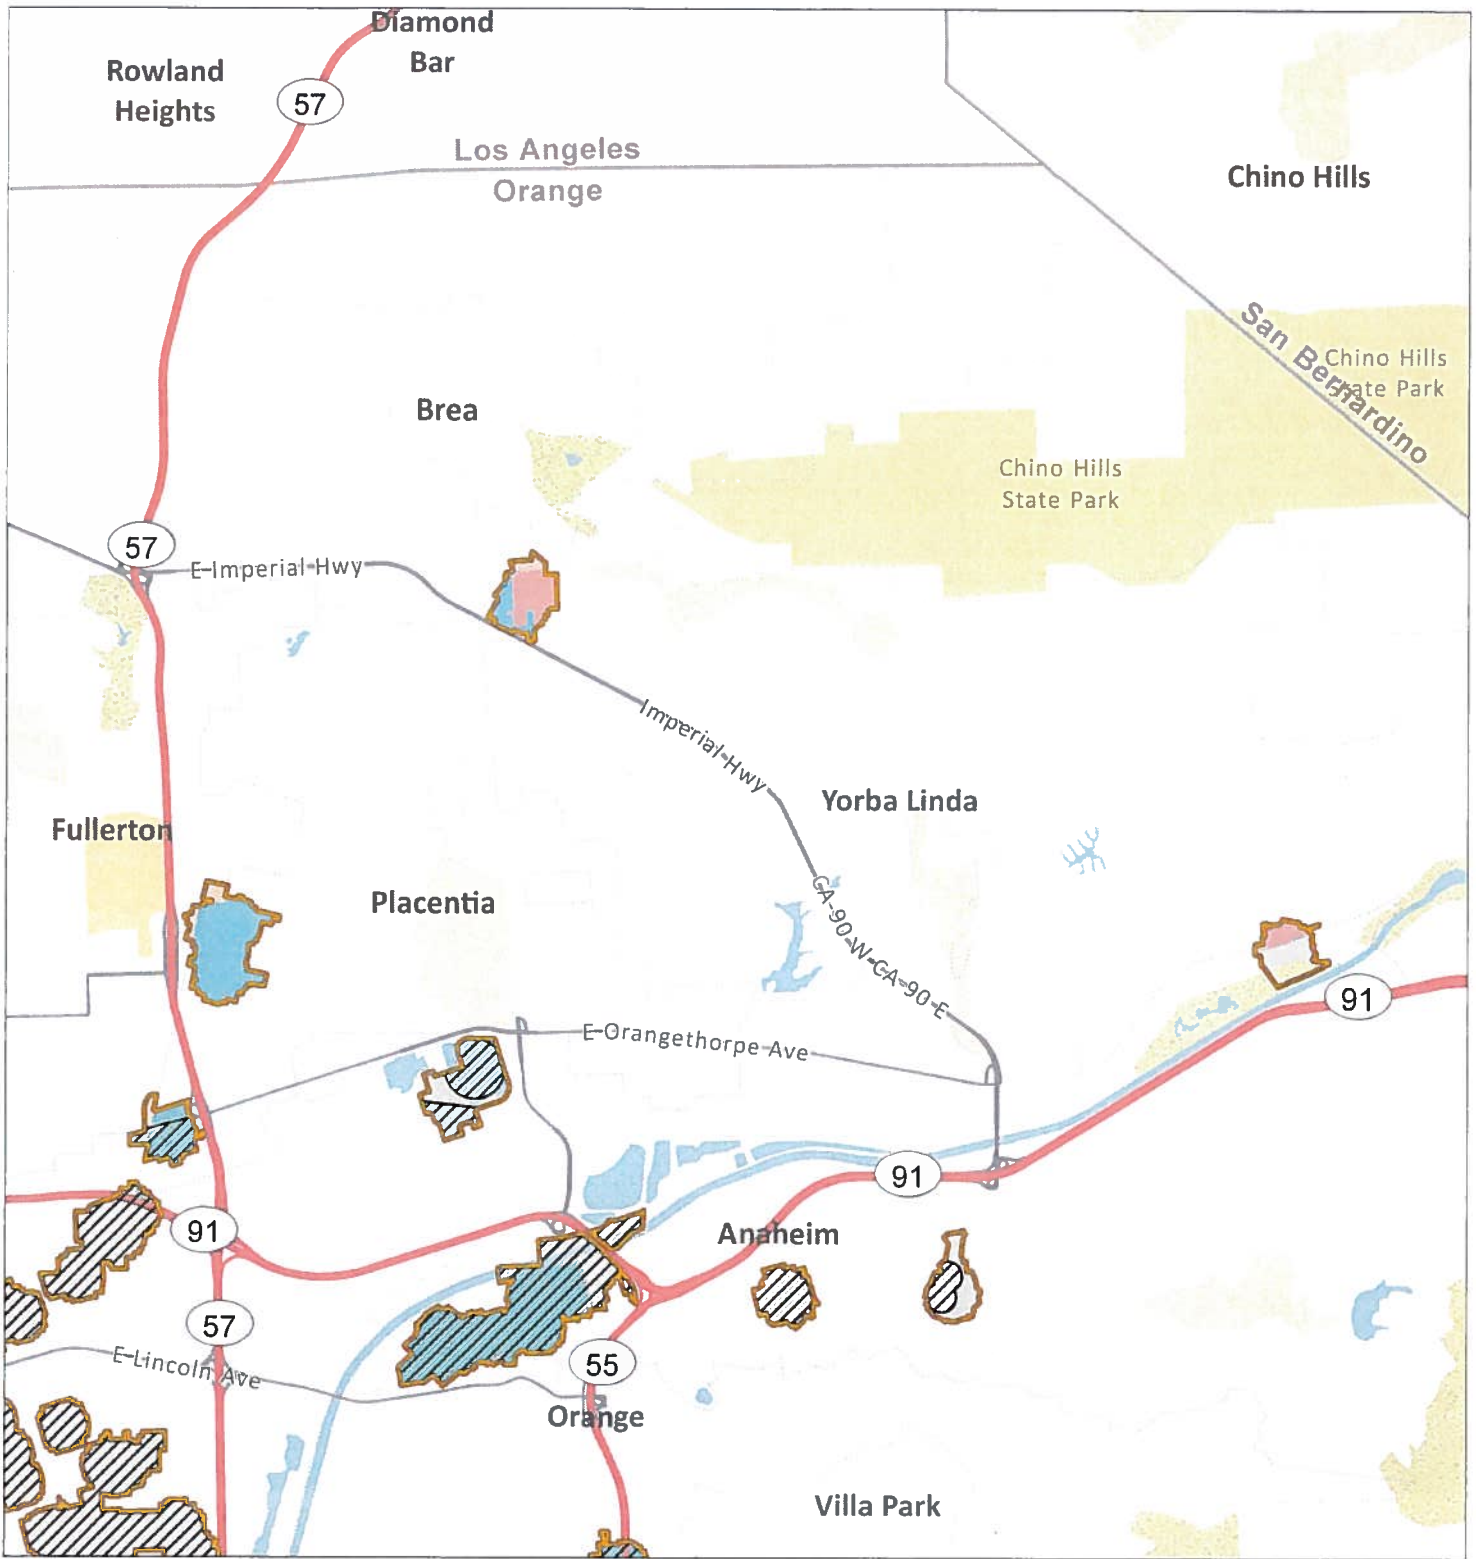 Diamond
Bar
Rowland
Heights
57
Los Angeles
Orange
Chino Hills
San Bernardino
Chino Hills
State Park
Brea
Chino Hills
State Park
57
E-Imperial-Hwy
Imperial-Hwy
Yorba Linda
Fullerton
Placentia
CA-90-W-CA-90-E
91
E-Orangethorpe-Ave
91
91
Anaheim
57
55
E-Lincoln Ave
Orange
Villa Park